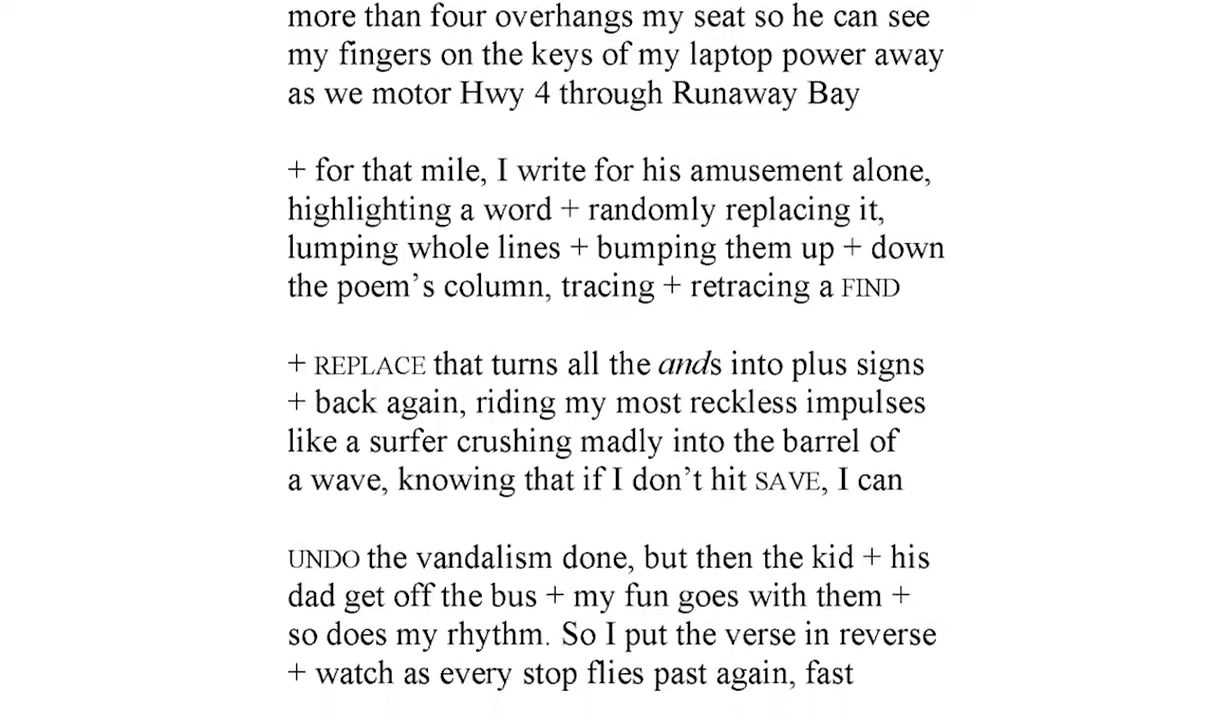 more than four overhangs my seat so he can see
my fingers on the keys of my laptop power away
as we motor Hwy 4 through Runaway Bay
+ for that mile, I write for his amusement alone,
highlighting a word + randomly replacing it,
lumping whole lines + bumping them up + down
the poem’s column, tracing + retracing a FIND
+ REPLACE that turns all the ands into plus signs
+ back again, riding my most reckless impulses
like a surfer crushing madly into the barrel of
a wave, knowing that if I don’t hit SAVE, I can
UNDO the vandalism done, but then the kid + his
dad get off the bus + my fun goes with them +
so does my rhythm. So I put the verse in reverse
+ watch as every stop flies past again, fast